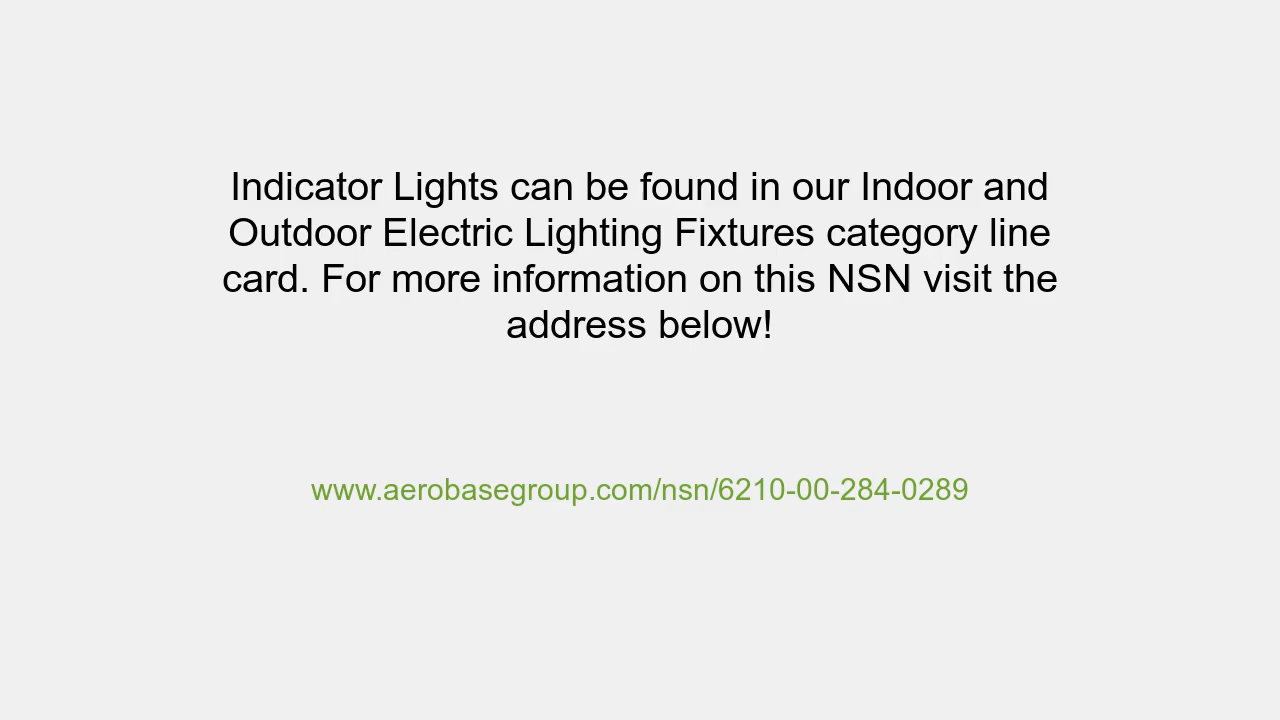 Indicator Lights can be found in our Indoor and
Outdoor Electric Lighting Fixtures category line
card. For more information on this NSN visit the
address below!
www.aerobasegroup.com/nsn/6210-00-284-0289